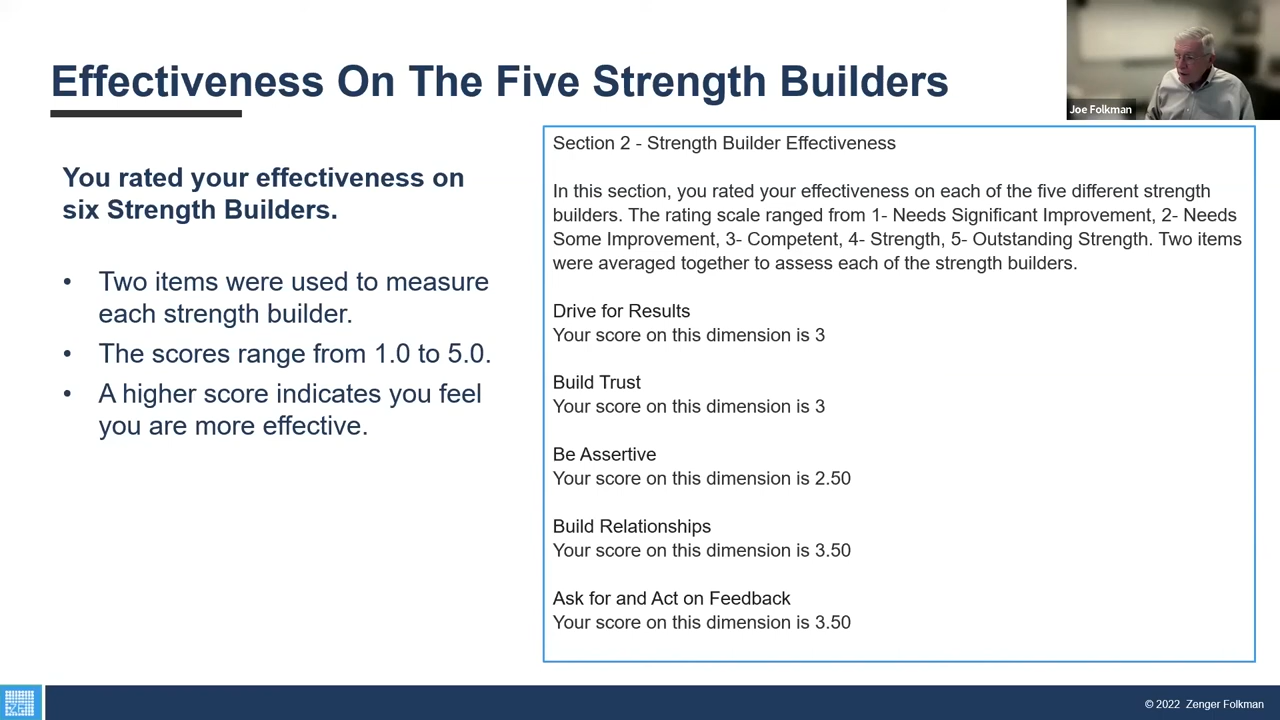 Effectiveness On The Five Strength Builders
Joe Folkman
You rated your effectiveness on
six Strength Builders.
• Two items were used to measure
each strength builder.
• The scores range from 1.0 to 5.0.
• A higher score indicates you feel
you are more effective.
Section 2 - Strength Builder Effectiveness
In this section, you rated your effectiveness on each of the five different strength
builders. The rating scale ranged from 1- Needs Significant Improvement, 2- Needs
Some Improvement, 3- Competent, 4- Strength, 5- Outstanding Strength. Two items
were averaged together to assess each of the strength builders.
Drive for Results
Your score on this dimension is 3
Build Trust
Your score on this dimension is 3
Be Assertive
Your score on this dimension is 2.50
Build Relationships
Your score on this dimension is 3.50
Ask for and Act on Feedback
Your score on this dimension is 3.50
© 2022 Zenger Folkman